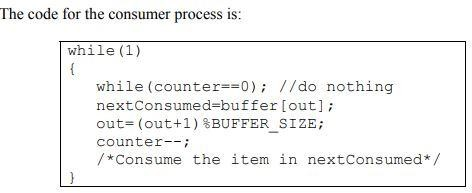 The code for the consumer process is:
while(1)
{
while(counter==0); //do nothing
nextConsumed=buffer[out];
out=(out+1)%BUFFER_SIZE;
counter--;
/*Consume the item in nextConsumed*/
}